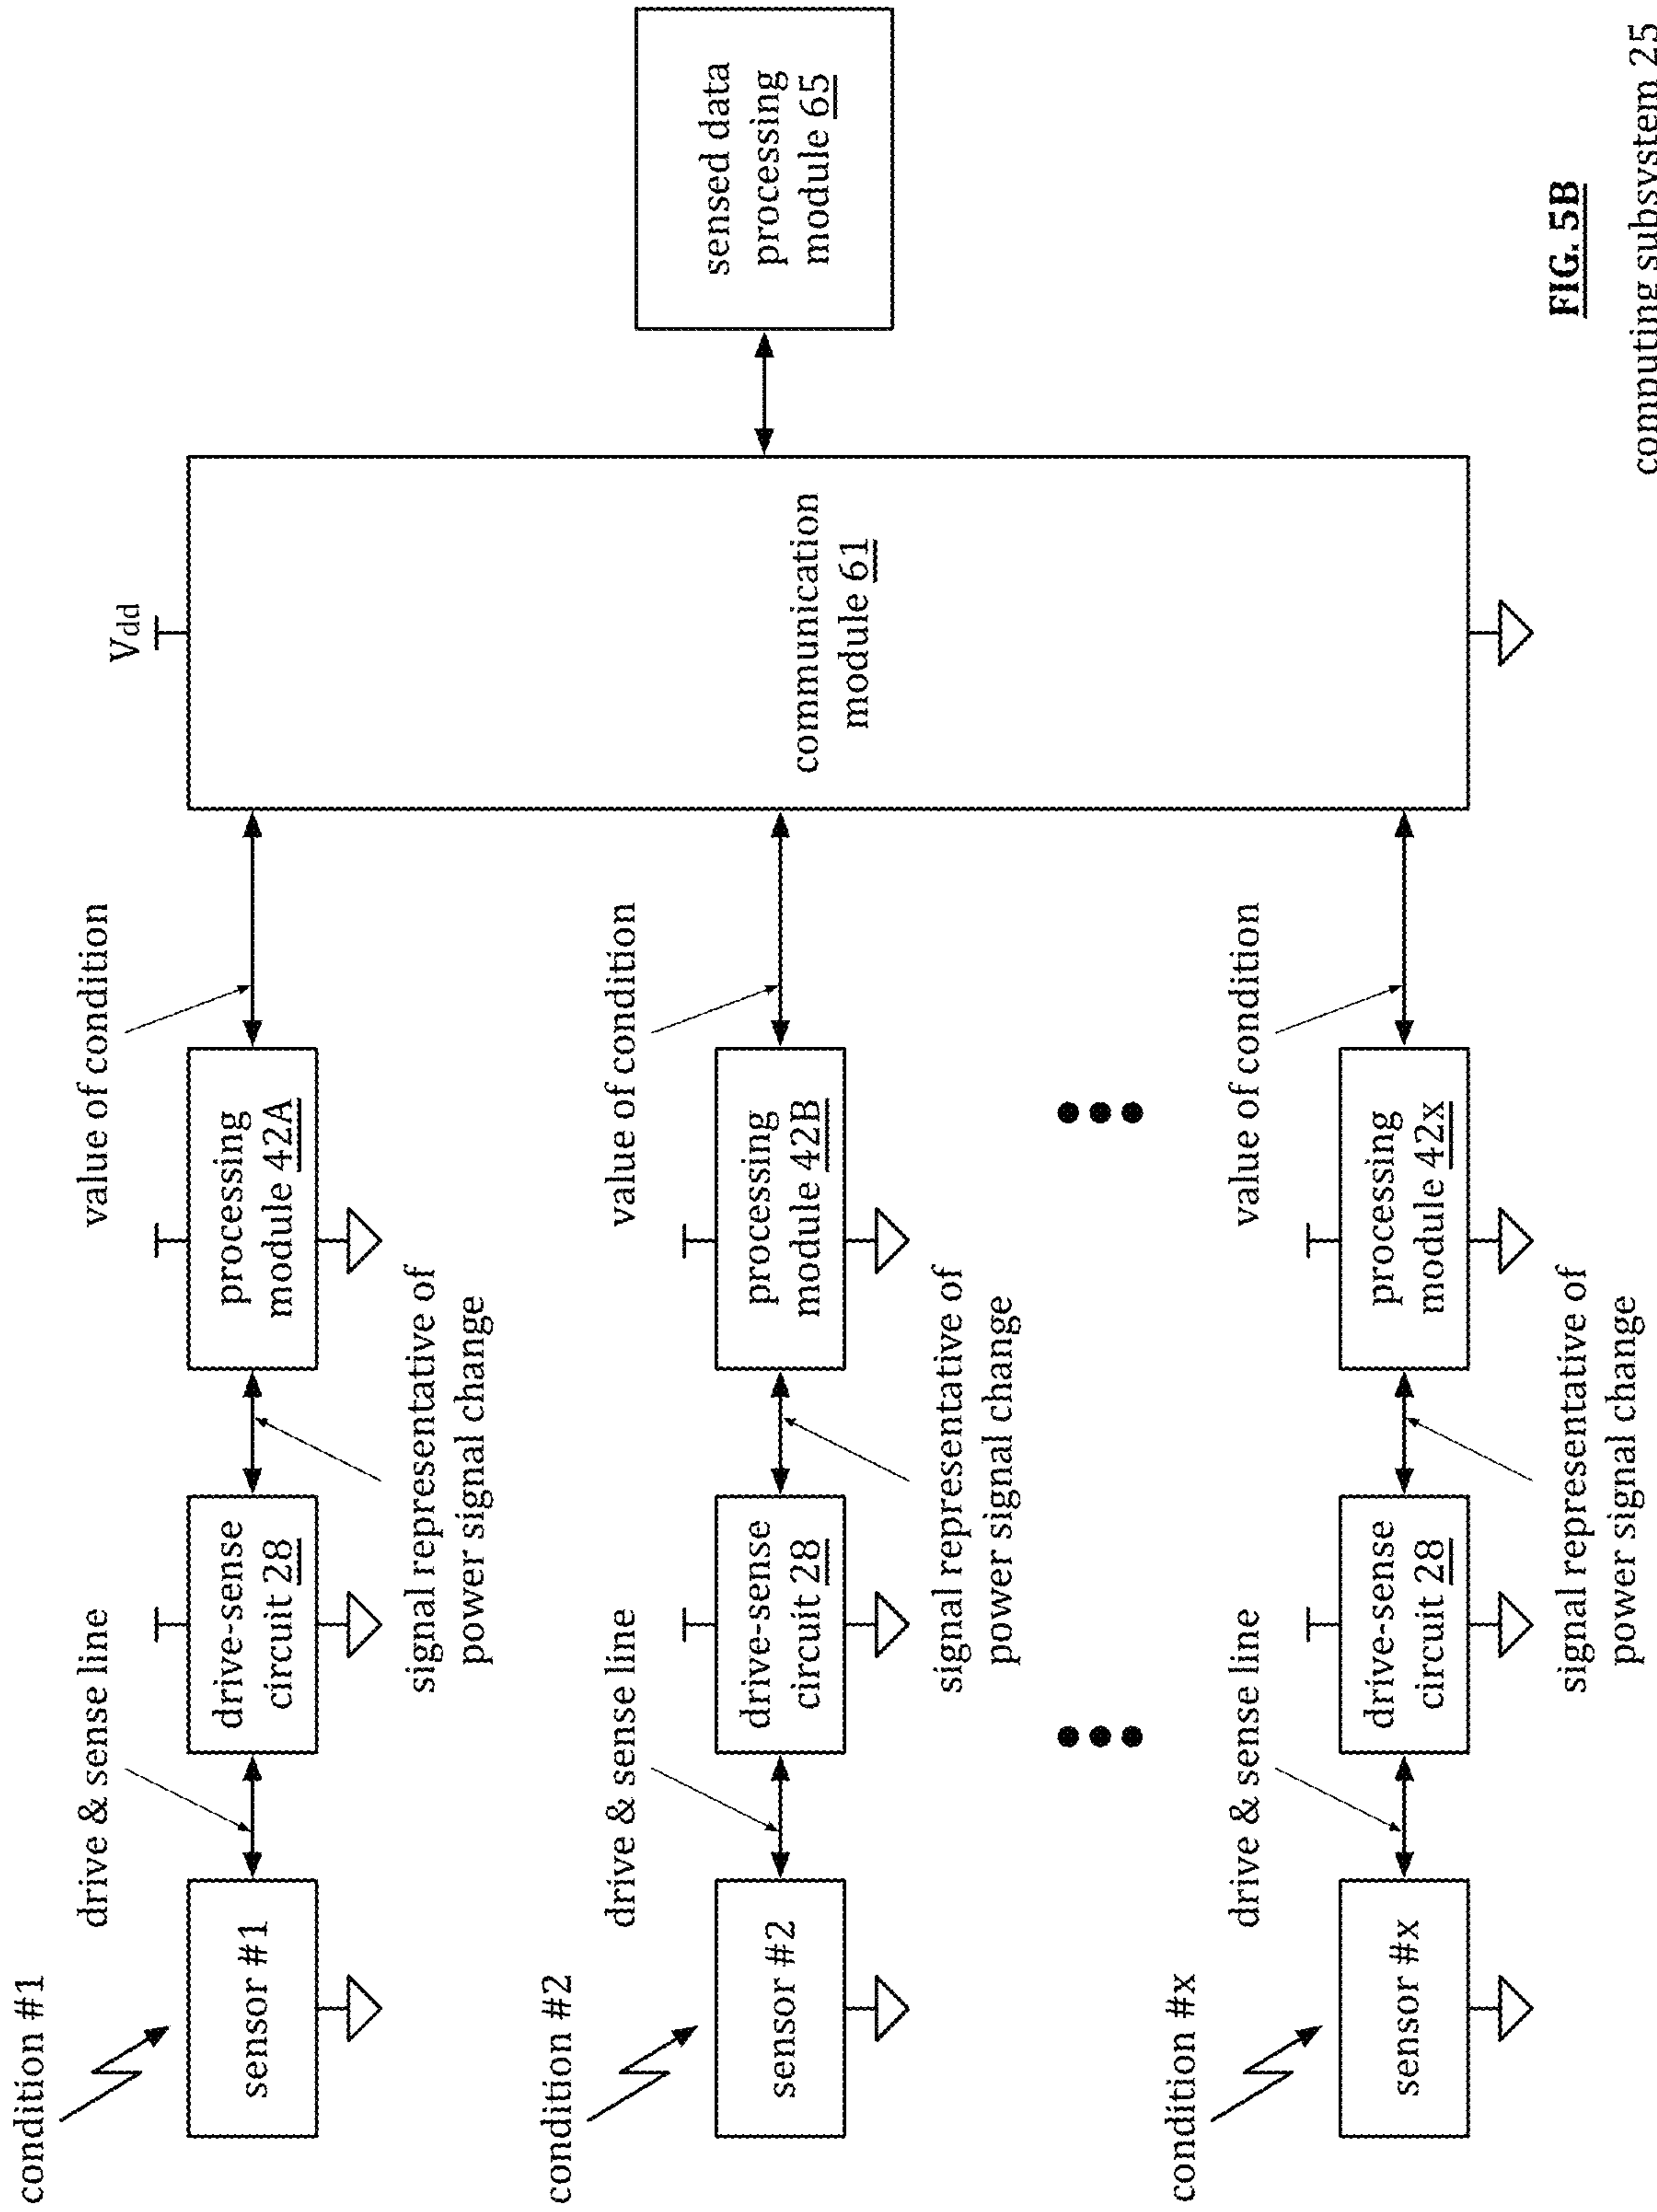 condition #1
drive & sense line
value of condition
Vdd
sensor #1
drive-sense
circuit 28
processing
module 42A
signal representative of
power signal change
condition #2
drive & sense line
value of condition
sensor #2
drive-sense
circuit 28
processing
module 42B
signal representative of
power signal change
communication
module 61
sensed data
processing
module 65
condition #x
drive & sense line
value of condition
sensor #x
drive-sense
circuit 28
processing
module 42x
signal representative of
power signal change
FIG. 5B
computing subsystem 25